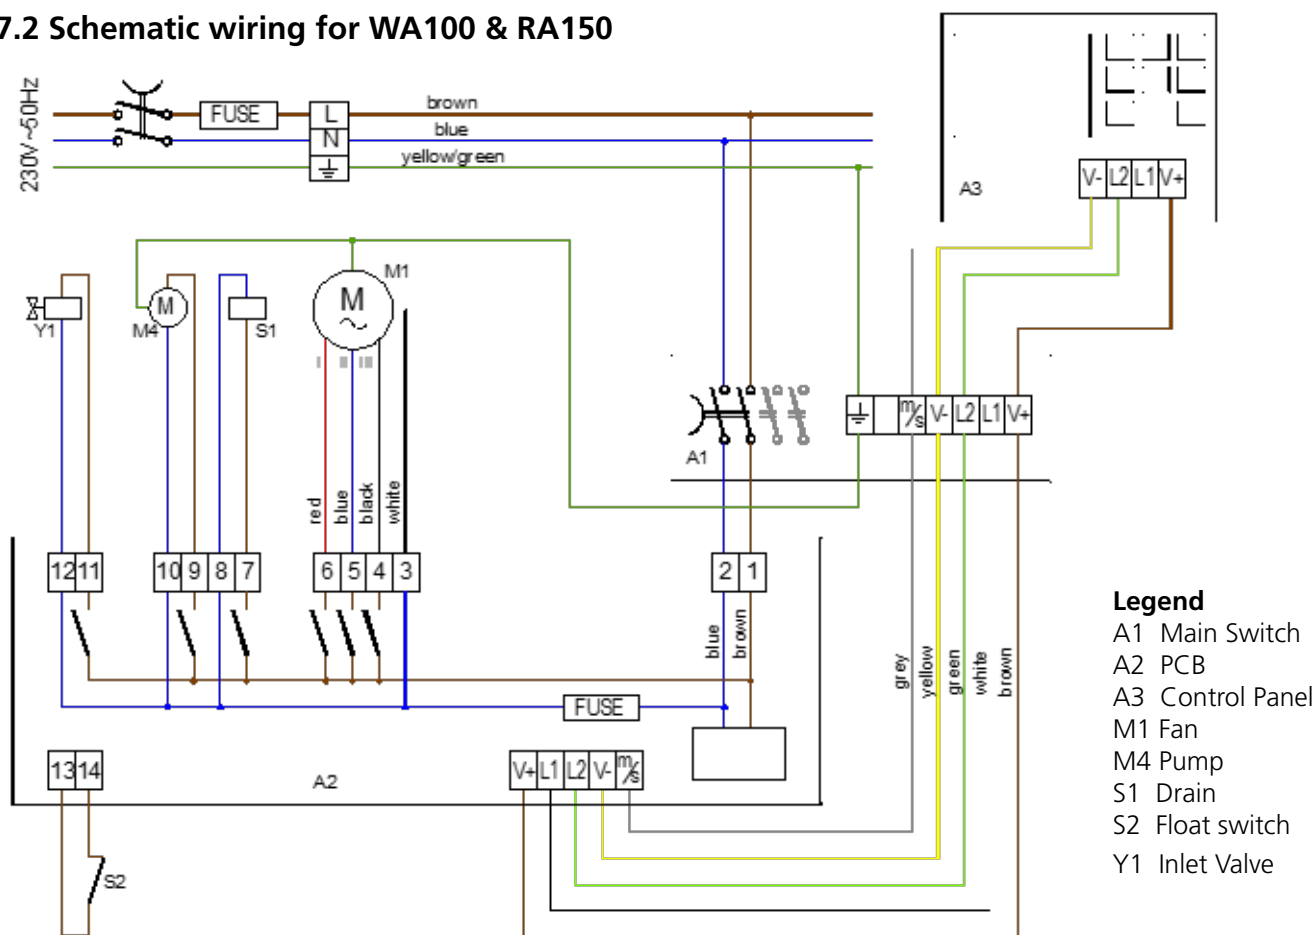 7.2 Schematic wiring for WA100 & RA150
230V ~50Hz
FUSE
L
N
brown
blue
yellow/green
A3
V- L2 L1 V+
Y1
M
M4
S1
M
M1
I II III
red
blue
black
white
A1
m/s V- L2 L1 V+
12 11
10 9 8 7
6 5 4 3
2 1
blue
brown
FUSE
grey
yellow
green
white
brown
13 14
A2
V+ L1 L2 V- m/s
S2
Legend
A1 Main Switch
A2 PCB
A3 Control Panel
M1 Fan
M4 Pump
S1 Drain
S2 Float switch
Y1 Inlet Valve